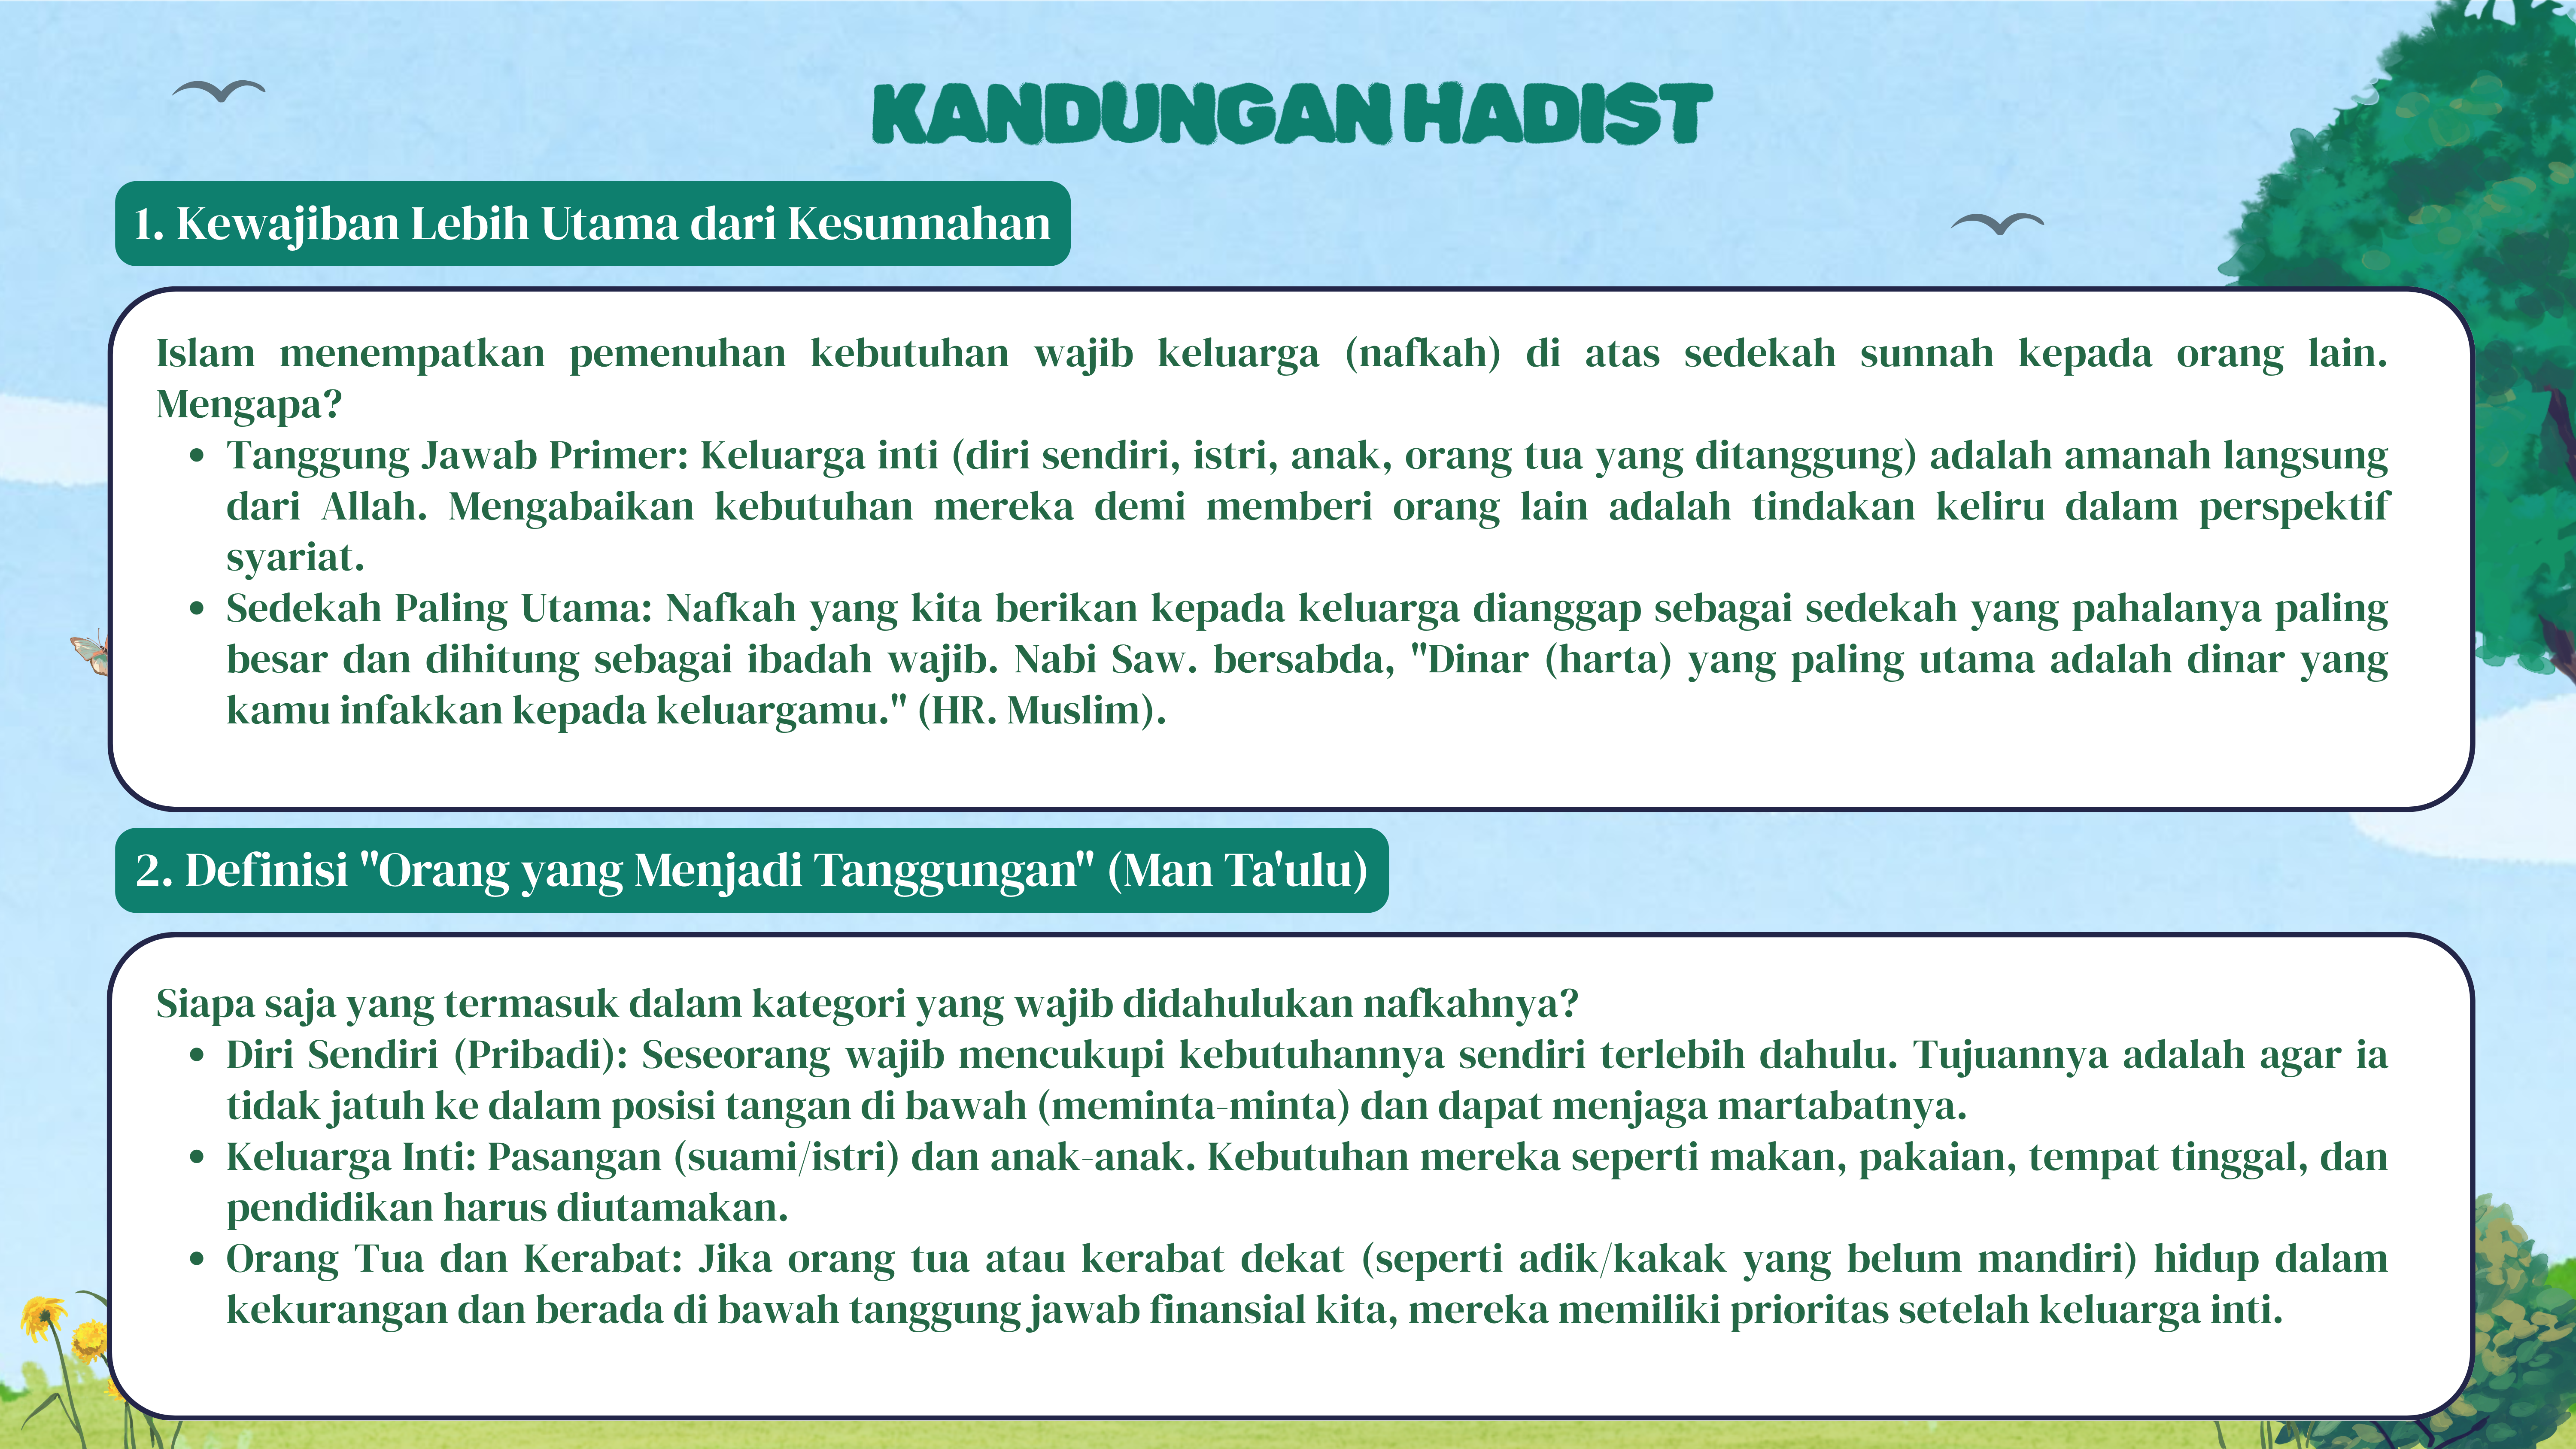 KANDUNGAN HADIST
1. Kewajiban Lebih Utama dari Kesunnahan
Islam menempatkan pemenuhan kebutuhan wajib keluarga (nafkah) di atas sedekah sunnah kepada orang lain.
Mengapa?
• Tanggung Jawab Primer: Keluarga inti (diri sendiri, istri, anak, orang tua yang ditanggung) adalah amanah langsung
dari Allah. Mengabaikan kebutuhan mereka demi memberi orang lain adalah tindakan keliru dalam perspektif
syariat.
• Sedekah Paling Utama: Nafkah yang kita berikan kepada keluarga dianggap sebagai sedekah yang pahalanya paling
besar dan dihitung sebagai ibadah wajib. Nabi Saw. bersabda, "Dinar (harta) yang paling utama adalah dinar yang
kamu infakkan kepada keluargamu." (HR. Muslim).
2. Definisi "Orang yang Menjadi Tanggungan" (Man Ta'ulu)
Siapa saja yang termasuk dalam kategori yang wajib didahulukan nafkahnya?
• Diri Sendiri (Pribadi): Seseorang wajib mencukupi kebutuhannya sendiri terlebih dahulu. Tujuannya adalah agar ia
tidak jatuh ke dalam posisi tangan di bawah (meminta-minta) dan dapat menjaga martabatnya.
• Keluarga Inti: Pasangan (suami/istri) dan anak-anak. Kebutuhan mereka seperti makan, pakaian, tempat tinggal, dan
pendidikan harus diutamakan.
• Orang Tua dan Kerabat: Jika orang tua atau kerabat dekat (seperti adik/kakak yang belum mandiri) hidup dalam
kekurangan dan berada di bawah tanggung jawab finansial kita, mereka memiliki prioritas setelah keluarga inti.